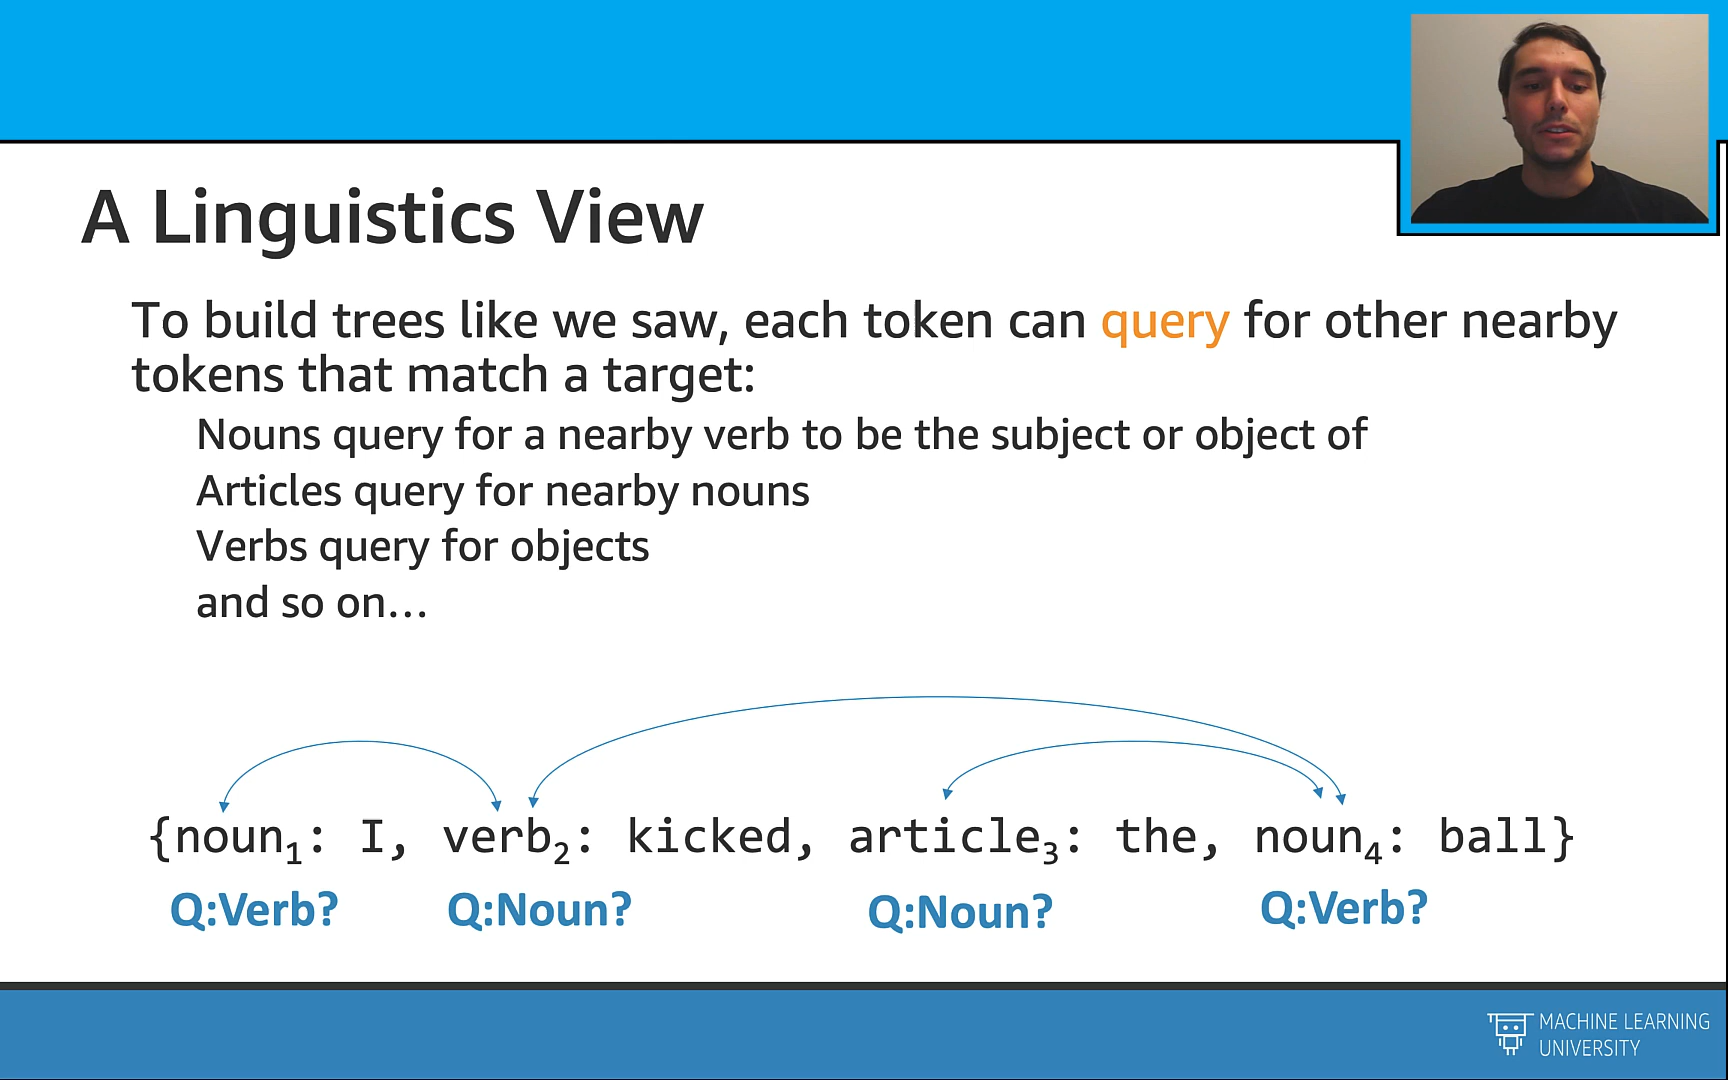 A Linguistics View
To build trees like we saw, each token can query for other nearby
tokens that match a target:
Nouns query for a nearby verb to be the subject or object of
Articles query for nearby nouns
Verbs query for objects
and so on...
{noun₁: I, verb₂: kicked, article₃: the, noun₄: ball}
Q:Verb? Q:Noun? Q:Noun? Q:Verb?
MACHINE LEARNING
UNIVERSITY